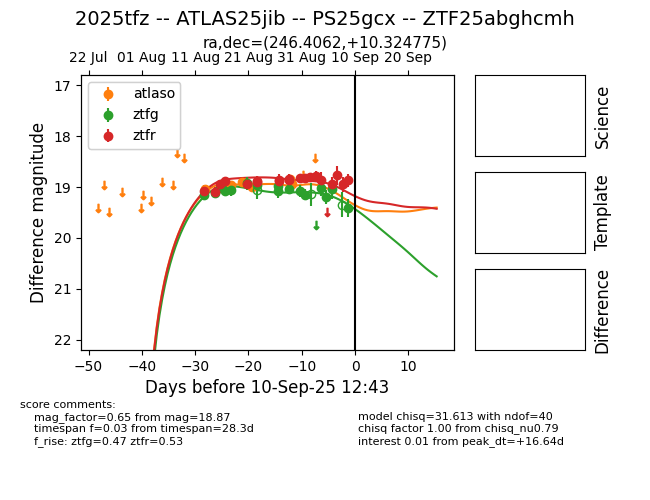 2025tfz -- ATLAS25jib -- PS25gcx -- ZTF25abghcmh
ra,dec=(246.4062,+10.324775)
22 Jul 01 Aug 11 Aug 21 Aug 31 Aug 10 Sep 20 Sep
atlaso
ztfg
ztfr
17
18
19
20
21
22
Difference magnitude
−50 −40 −30 −20 −10 0 10
Days before 10-Sep-25 12:43
Science
Template
Difference
score comments:
mag_factor=0.65 from mag=18.87
timespan f=0.03 from timespan=28.3d
f_rise: ztfg=0.47 ztfr=0.53
model chisq=31.613 with ndof=40
chisq factor 1.00 from chisq_nu0.79
interest 0.01 from peak_dt=+16.64d